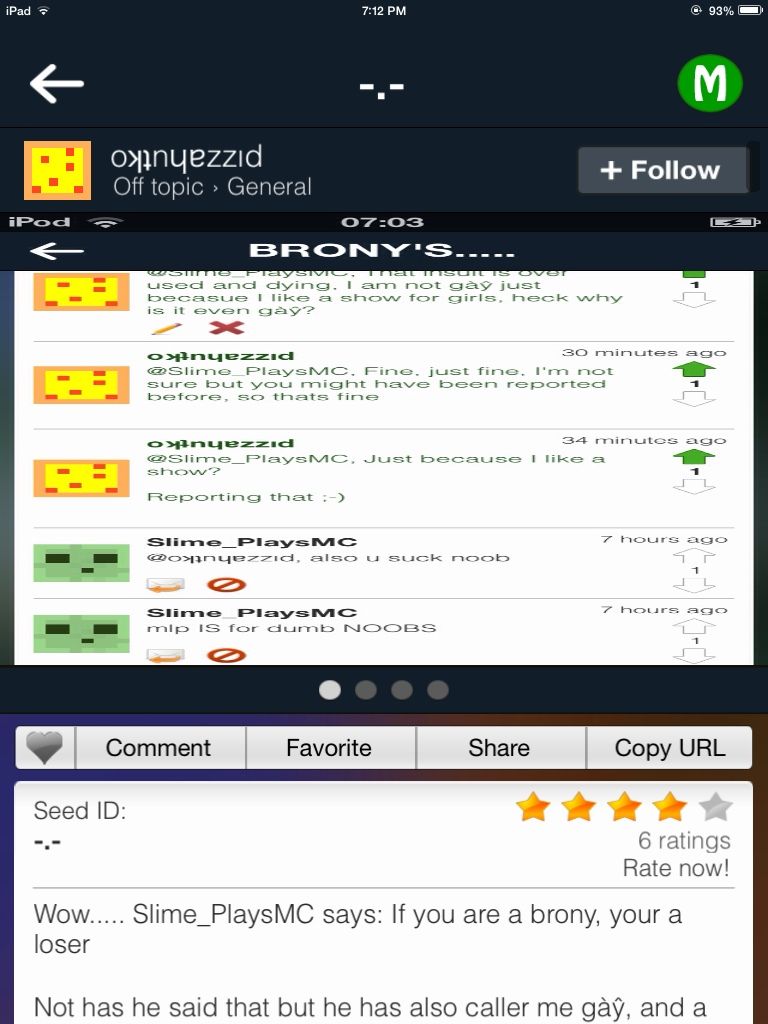 iPad 7:12 PM 93%
-.-
M
oʞʇnɥɐzzıd
Off topic › General
+ Follow
iPod 07:03
BRONY'S.....
@Slime_PlaysMC, That insult is over
used and dying, I am not gàŷ just
becasue I like a show for girls, heck why
is it even gàŷ?
1
oʞʇnɥɐzzıd 30 minutes ago
@Slime_PlaysMC, Fine, just fine, I'm not
sure but you might have been reported
before, so thats fine
1
oʞʇnɥɐzzıd 34 minutes ago
@Slime_PlaysMC, Just because I like a
show?
Reporting that ;-)
1
Slime_PlaysMC 7 hours ago
@oʞʇnɥɐzzıd, also u suck noob
1
Slime_PlaysMC 7 hours ago
mlp IS for dumb NOOBS
1
Comment Favorite Share Copy URL
Seed ID:
-.-
6 ratings
Rate now!
Wow..... Slime_PlaysMC says: If you are a brony, your a
loser
Not has he said that but he has also caller me gàŷ, and a